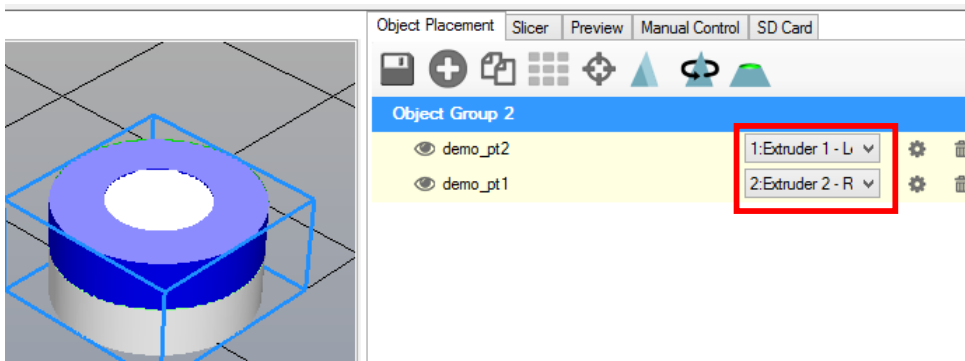 Object Placement Slicer Preview Manual Control SD Card
Object Group 2
demo_pt2 1:Extruder 1 - L
demo_pt1 2:Extruder 2 - R